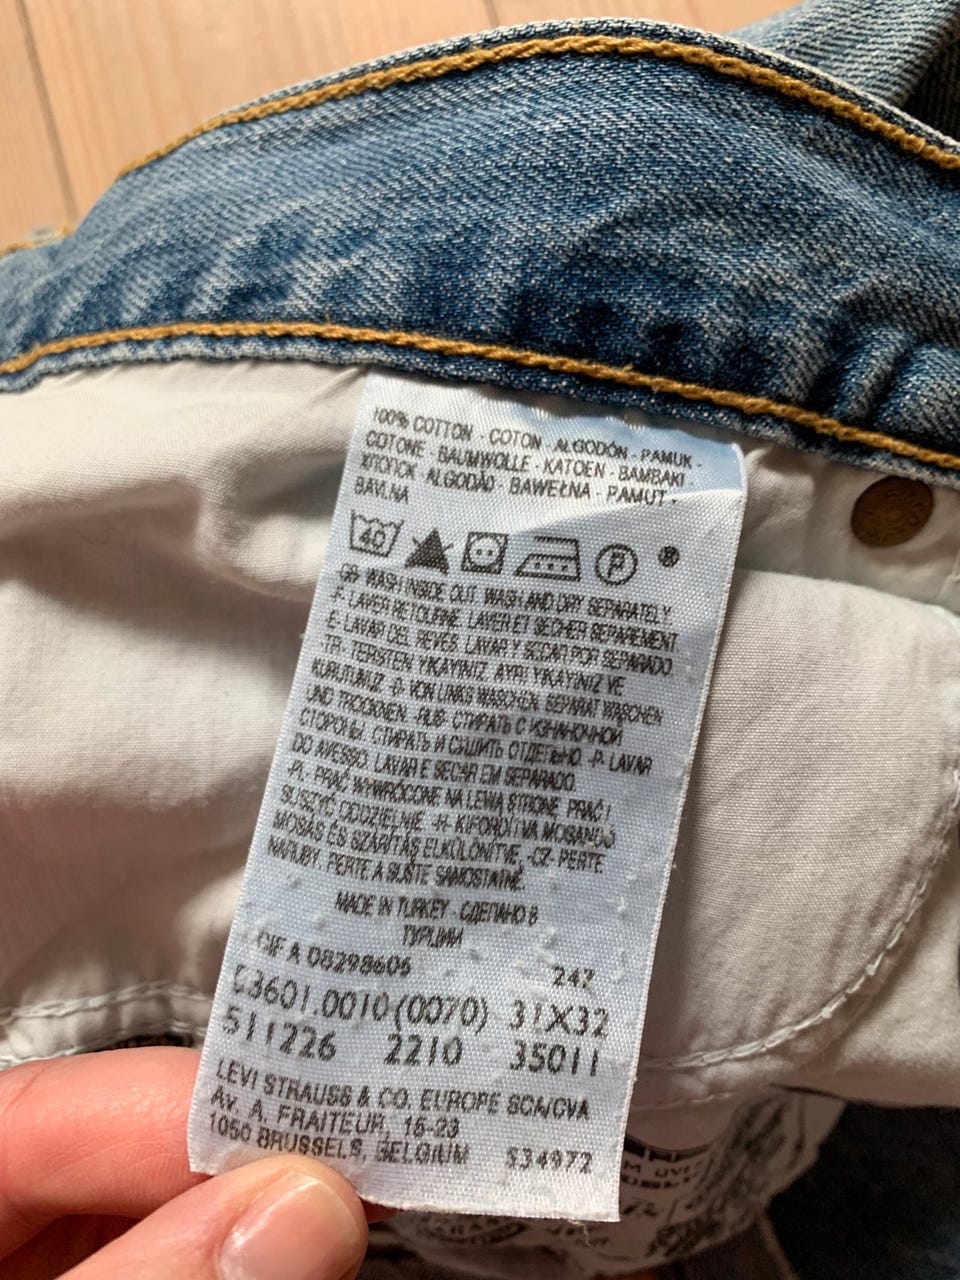 100% COTTON - COTON - ALGODÓN - PAMUK -
COTONE - BAUMWOLLE - KATOEN - BAMBAKI -
ХЛОПОК - ALGODÃO - BAWEŁNA - PAMUT -
BAVLNA
40 P ®
GB- WASH INSIDE OUT. WASH AND DRY SEPARATELY.
F- LAVER RETOURNE. LAVER ET SECHER SEPAREMENT
E- LAVAR DEL REVES. LAVAR Y SECAR POR SEPARADO
-TR- TERSTEN YIKAYINIZ. AYRI YIKAYINIZ VE
KURUTUNUZ. -D- VON LINKS WASCHEN. SEPARAT WASCHEN
UND TROCKNEN. -RUS- СТИРАТЬ С ИЗНАНОЧНОЙ
СТОРОНЫ. СТИРАТЬ И СУШИТЬ ОТДЕЛЬНО. -P- LAVAR
DO AVESSO. LAVAR E SECAR EM SEPARADO.
-PL- PRAĆ WYWRÓCONE NA LEWĄ STRONE. PRAĆ I
SUSZYĆ ODDZIELNIE. -H- KIFORDÍTVA MOSANDÓ
MOSÁS ÉS SZÁRÍTÁS ELKÜLÖNÍTVE. -CZ- PERTE
NARUBY. PERTE A SUŠTE SAMOSTATNĚ.
MADE IN TURKEY - СДЕЛАНО В
ТУРЦИИ
CIF A 08298606 247
C3601.0010(0070) 31X32
511226 2210 35011
LEVI STRAUSS & CO. EUROPE SCA/CVA
AV. A. FRAITEUR, 15-23
1050 BRUSSELS, BELGIUM 534972